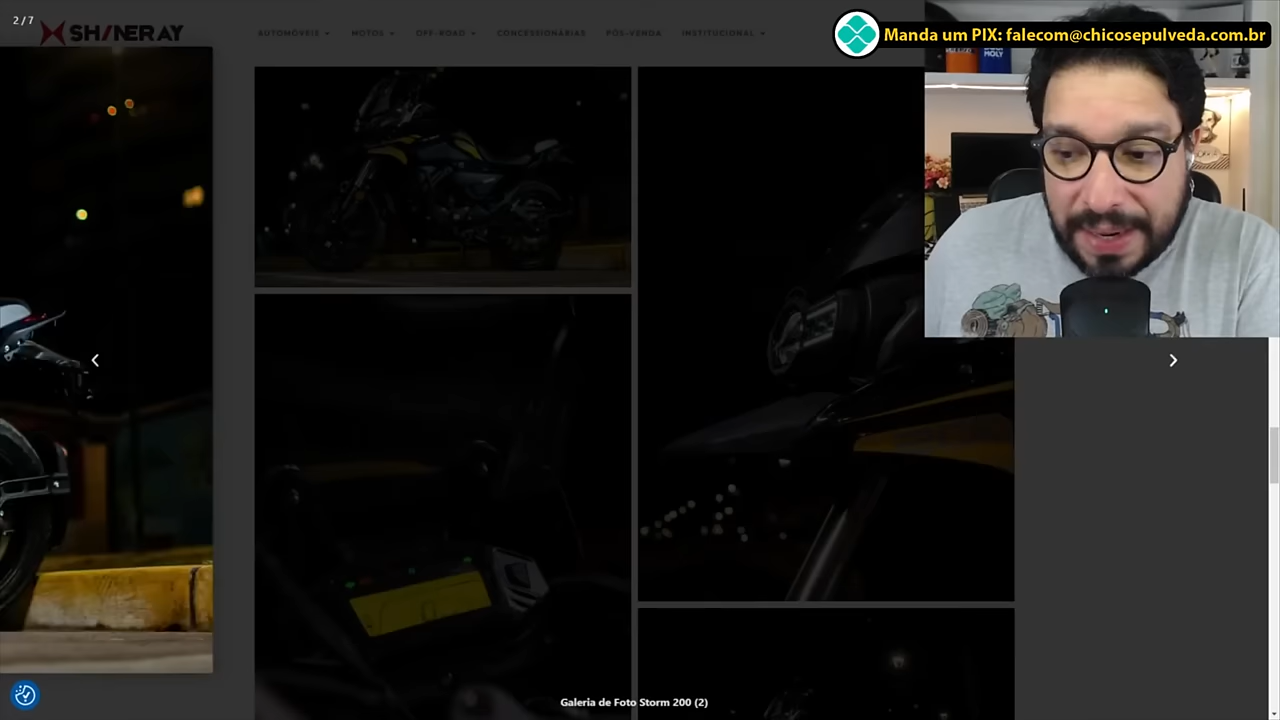 2 / 7
SHINERAY
AUTOMÓVEIS
MOTOS
OFF-ROAD
CONCESSIONÁRIAS
PÓS-VENDA
INSTITUCIONAL
Manda um PIX: falecom@chicosepulveda.com.br
MOLY
Galeria de Foto Storm 200 (2)